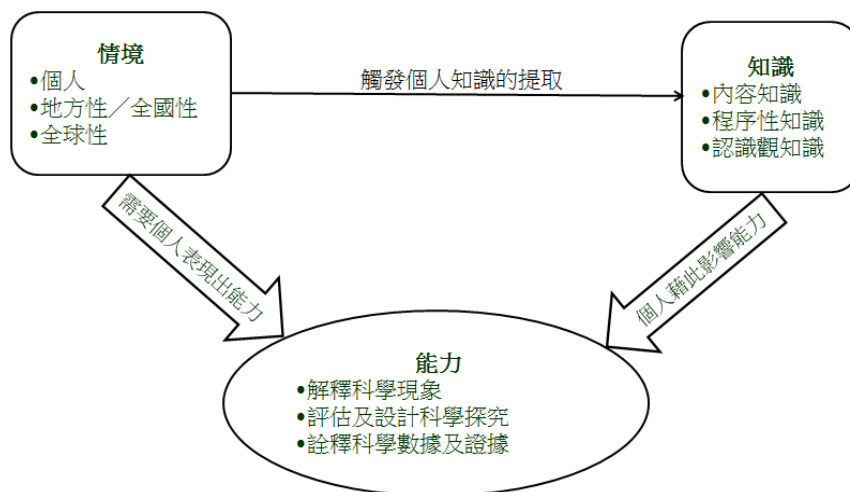 情境
•個人
•地方性／全國性
•全球性
觸發個人知識的提取
知識
•內容知識
•程序性知識
•認識觀知識
需要個人表現出能力
個人藉此影響能力
能力
•解釋科學現象
•評估及設計科學探究
•詮釋科學數據及證據